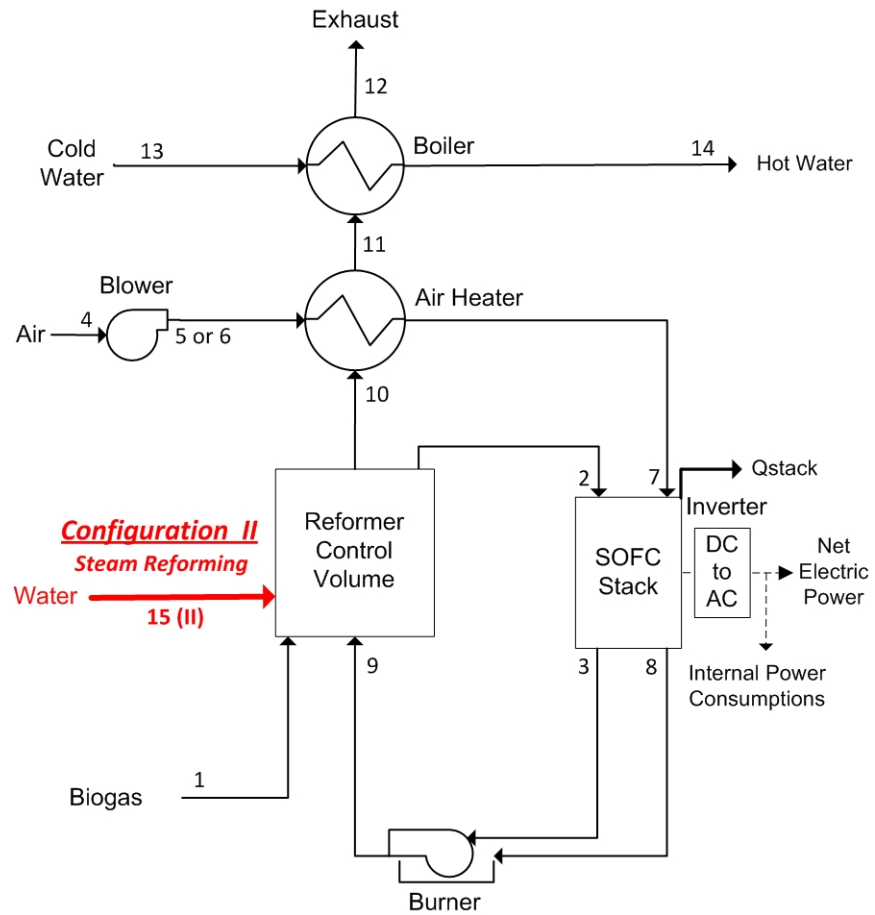 Exhaust
12
Cold
Water
13
Boiler
14
Hot Water
11
Blower
Air Heater
Air
4
5 or 6
10
2
7
Qstack
Inverter
Configuration II
Steam Reforming
Water
15 (II)
Reformer
Control
Volume
SOFC
Stack
DC
to
AC
Net
Electric
Power
9
3
8
Internal Power
Consumptions
1
Biogas
Burner